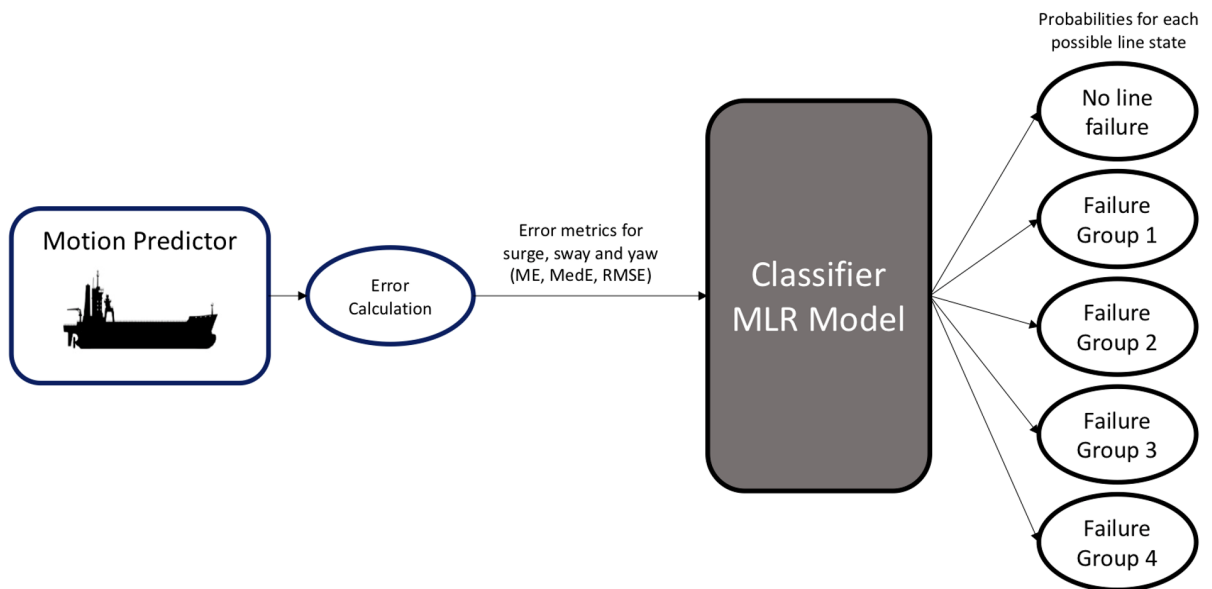 Probabilities for each
possible line state
No line
failure
Motion Predictor
Error
Calculation
Error metrics for
surge, sway and yaw
(ME, MedE, RMSE)
Classifier
MLR Model
Failure
Group 1
Failure
Group 2
Failure
Group 3
Failure
Group 4